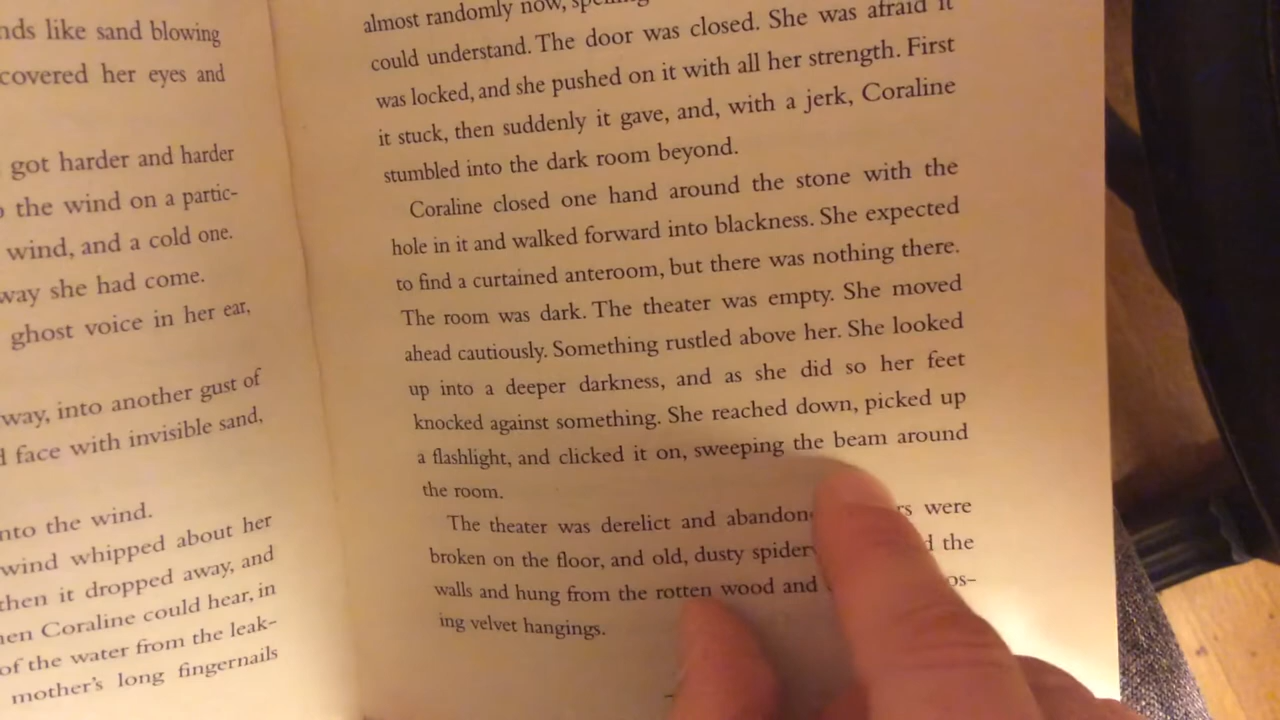 nds like sand blowing
covered her eyes and
got harder and harder
the wind on a partic-
wind, and a cold one.
way she had come.
ghost voice in her ear,
way, into another gust of
face with invisible sand,
nto the wind.
wind whipped about her
then it dropped away, and
Coraline could hear, in
of the water from the leak-
mother's long fingernails
almost randomly now,
could understand. The door was closed. She was afraid it
was locked, and she pushed on it with all her strength. First
it stuck, then suddenly it gave, and, with a jerk, Coraline
stumbled into the dark room beyond.
Coraline closed one hand around the stone with the
hole in it and walked forward into blackness. She expected
to find a curtained anteroom, but there was nothing there.
The room was dark. The theater was empty. She moved
ahead cautiously. Something rustled above her. She looked
up into a deeper darkness, and as she did so her feet
knocked against something. She reached down, picked up
a flashlight, and clicked it on, sweeping the beam around
the room.
The theater was derelict and abandon rs were
broken on the floor, and old, dusty spider d the
walls and hung from the rotten wood and os-
ing velvet hangings.